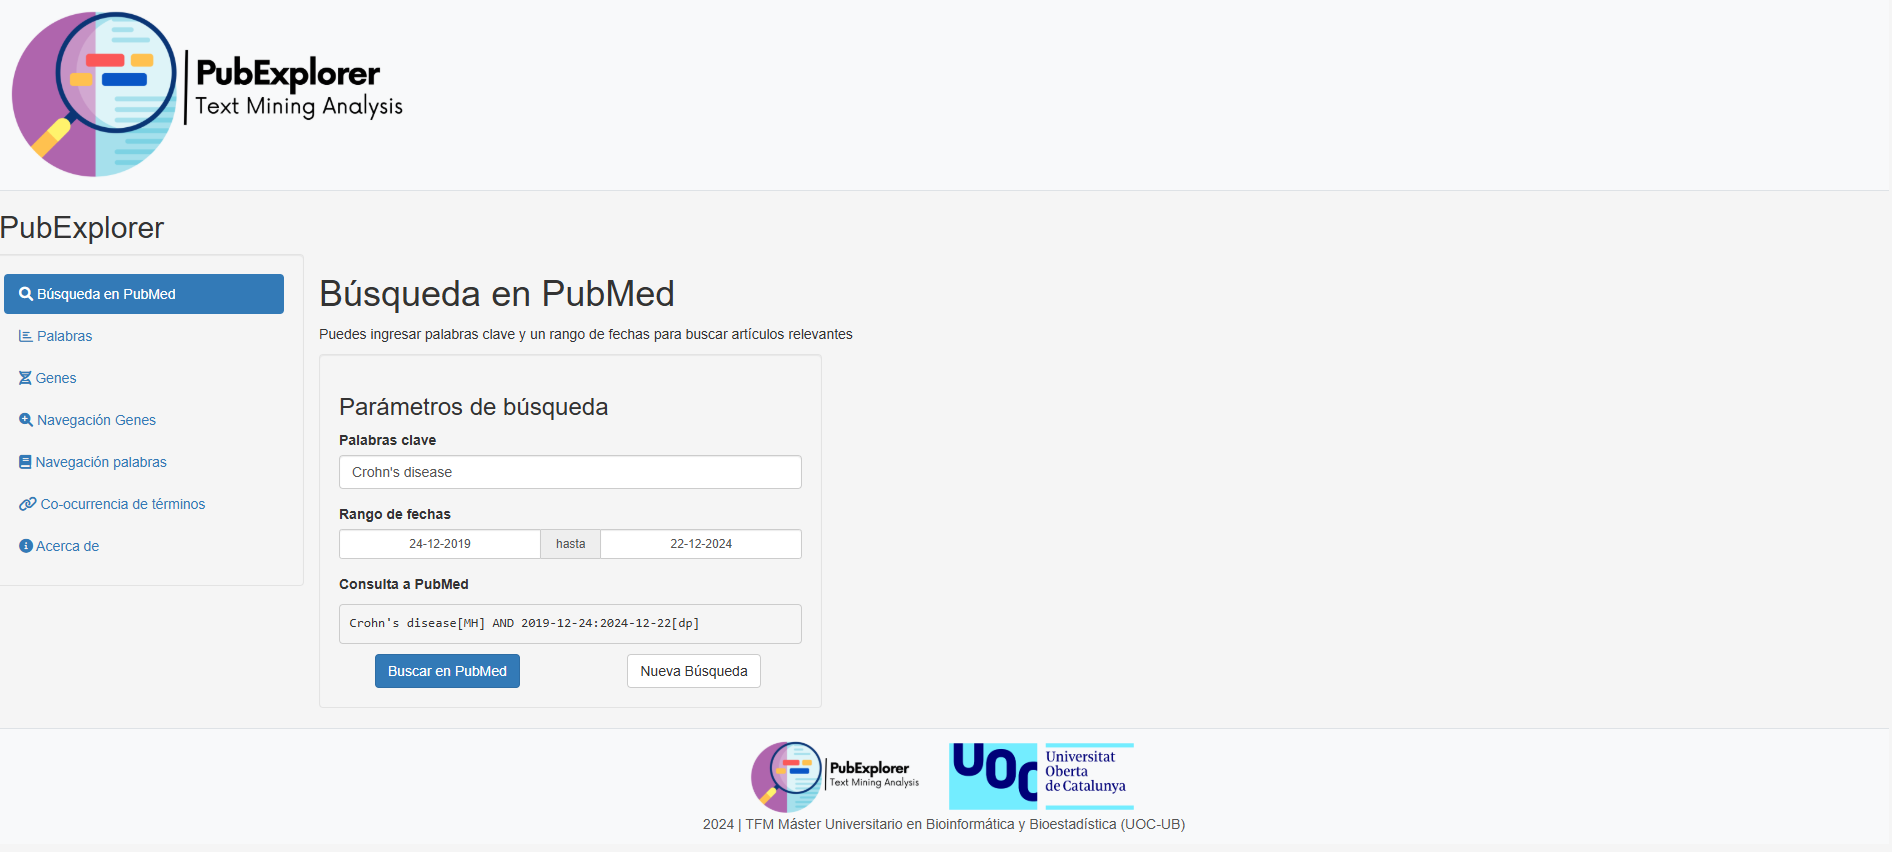 PubExplorer
Text Mining Analysis
PubExplorer
Búsqueda en PubMed
Palabras
Genes
Navegación Genes
Navegación palabras
Co-ocurrencia de términos
Acerca de
Búsqueda en PubMed
Puedes ingresar palabras clave y un rango de fechas para buscar artículos relevantes
Parámetros de búsqueda
Palabras clave
Crohn's disease
Rango de fechas
24-12-2019 hasta 22-12-2024
Consulta a PubMed
Crohn's disease[MH] AND 2019-12-24:2024-12-22[dp]
Buscar en PubMed Nueva Búsqueda
PubExplorer
Text Mining Analysis
UOC
Universitat
Oberta
de Catalunya
2024 | TFM Máster Universitario en Bioinformática y Bioestadística (UOC-UB)